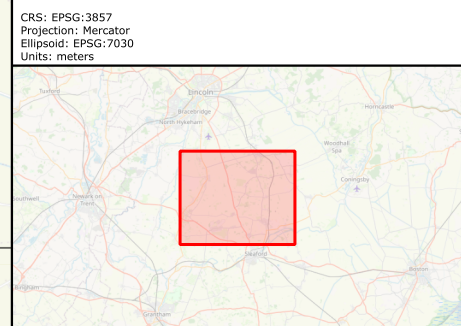 CRS: EPSG:3857
Projection: Mercator
Ellipsoid: EPSG:7030
Units: meters
Tuxford
Lincoln
Bracebridge
Horncastle
North Hykeham
Woodhall
Spa
Coningsby
Southwell
Newark on
Trent
Sleaford
Boston
Bingham
Grantham